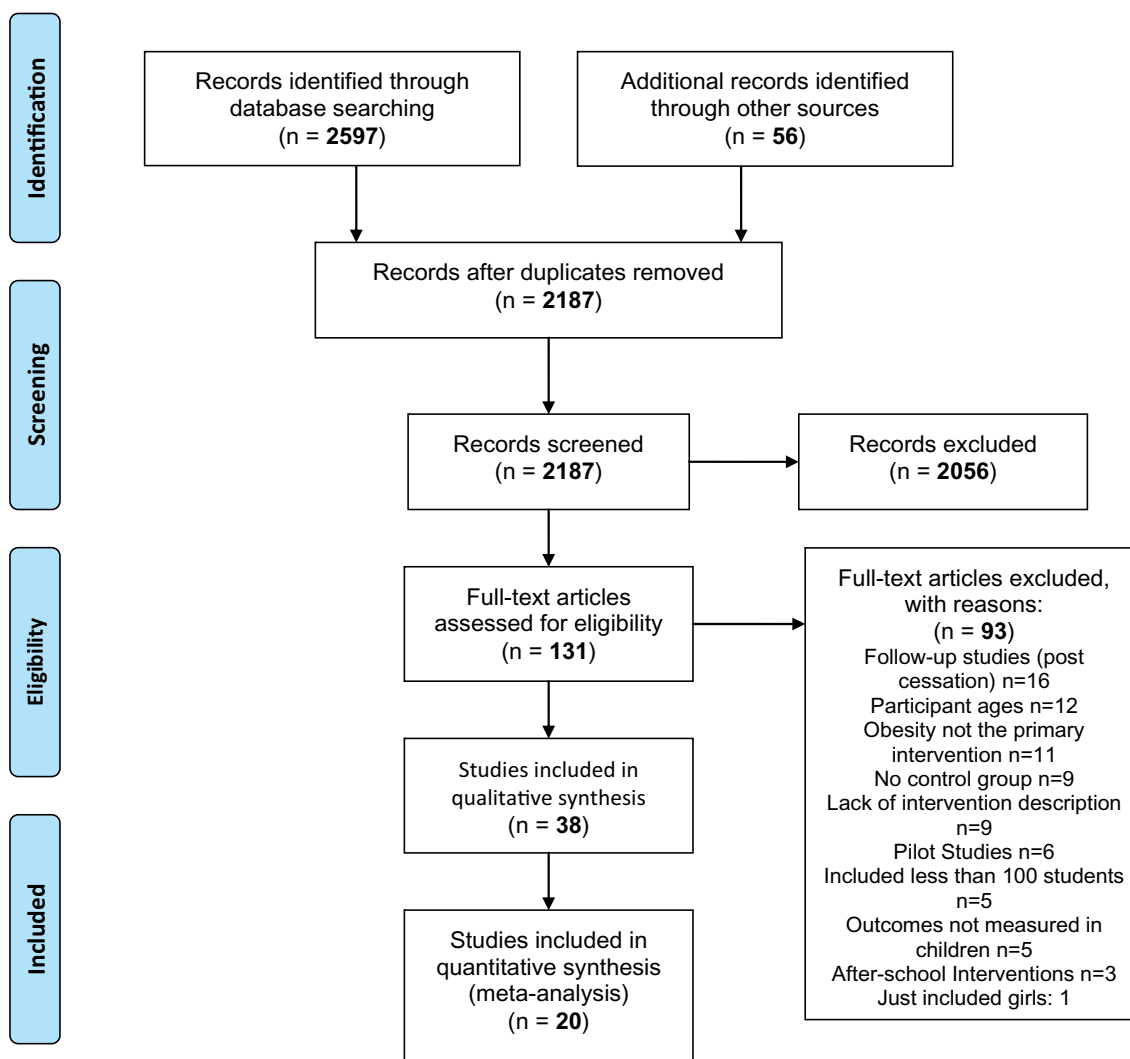 Identification
Records identified through
database searching
(n = 2597)
Additional records identified
through other sources
(n = 56)
Records after duplicates removed
(n = 2187)
Screening
Records screened
(n = 2187)
Records excluded
(n = 2056)
Eligibility
Full-text articles
assessed for eligibility
(n = 131)
Full-text articles excluded,
with reasons:
(n = 93)
Follow-up studies (post
cessation) n=16
Participant ages n=12
Obesity not the primary
intervention n=11
No control group n=9
Lack of intervention description
n=9
Pilot Studies n=6
Included less than 100 students
n=5
Outcomes not measured in
children n=5
After-school Interventions n=3
Just included girls: 1
Studies included in
qualitative synthesis
(n = 38)
Included
Studies included in
quantitative synthesis
(meta-analysis)
(n = 20)